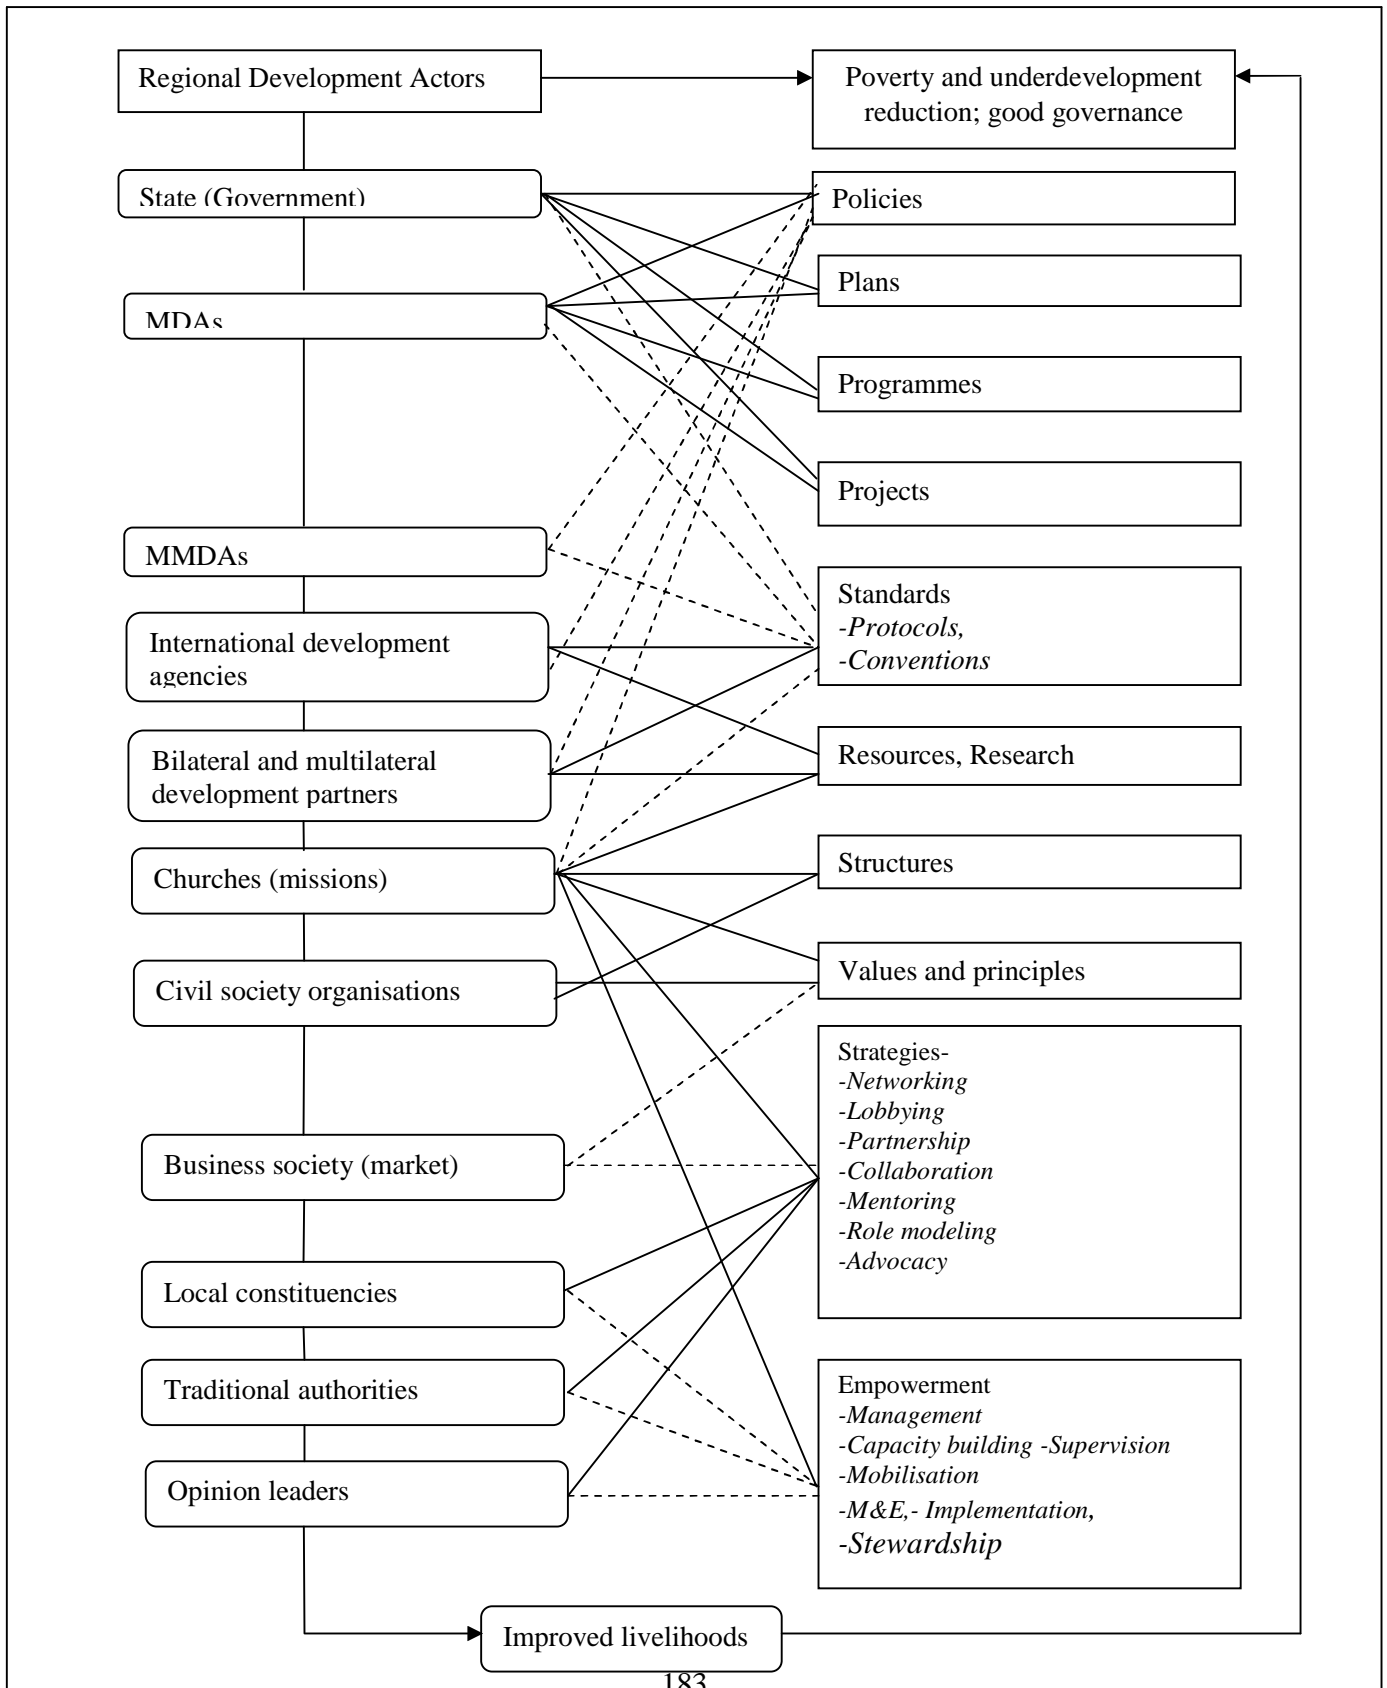 Regional Development Actors
Poverty and underdevelopment
reduction; good governance
State (Government)
Policies
Plans
MDAs
Programmes
Projects
MMDAs
Standards
-Protocols,
-Conventions
International development
agencies
Resources, Research
Bilateral and multilateral
development partners
Structures
Churches (missions)
Values and principles
Civil society organisations
Strategies-
-Networking
-Lobbying
-Partnership
-Collaboration
-Mentoring
-Role modeling
-Advocacy
Business society (market)
Local constituencies
Traditional authorities
Empowerment
-Management
-Capacity building -Supervision
-Mobilisation
-M&E,- Implementation,
-Stewardship
Opinion leaders
Improved livelihoods
183